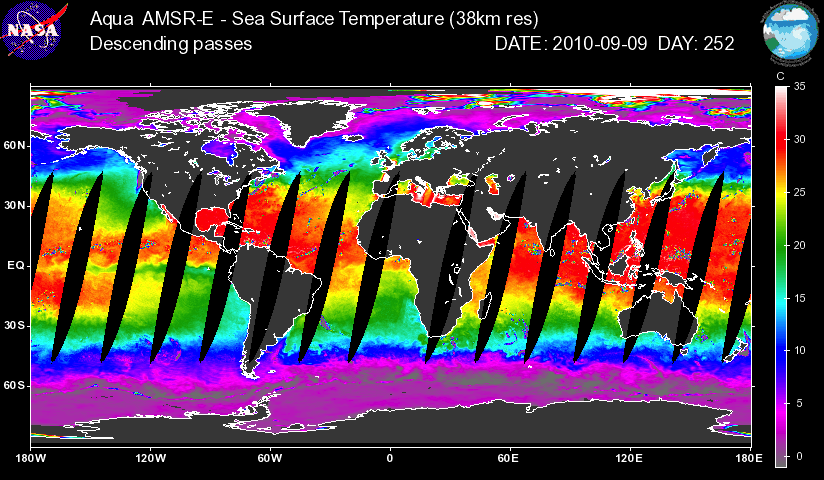 NASA
Aqua AMSR-E - Sea Surface Temperature (38km res)
Descending passes
DATE: 2010-09-09 DAY: 252
C
35
30
25
20
15
10
5
0
60N
30N
EQ
30S
60S
180W
120W
60W
0
60E
120E
180E